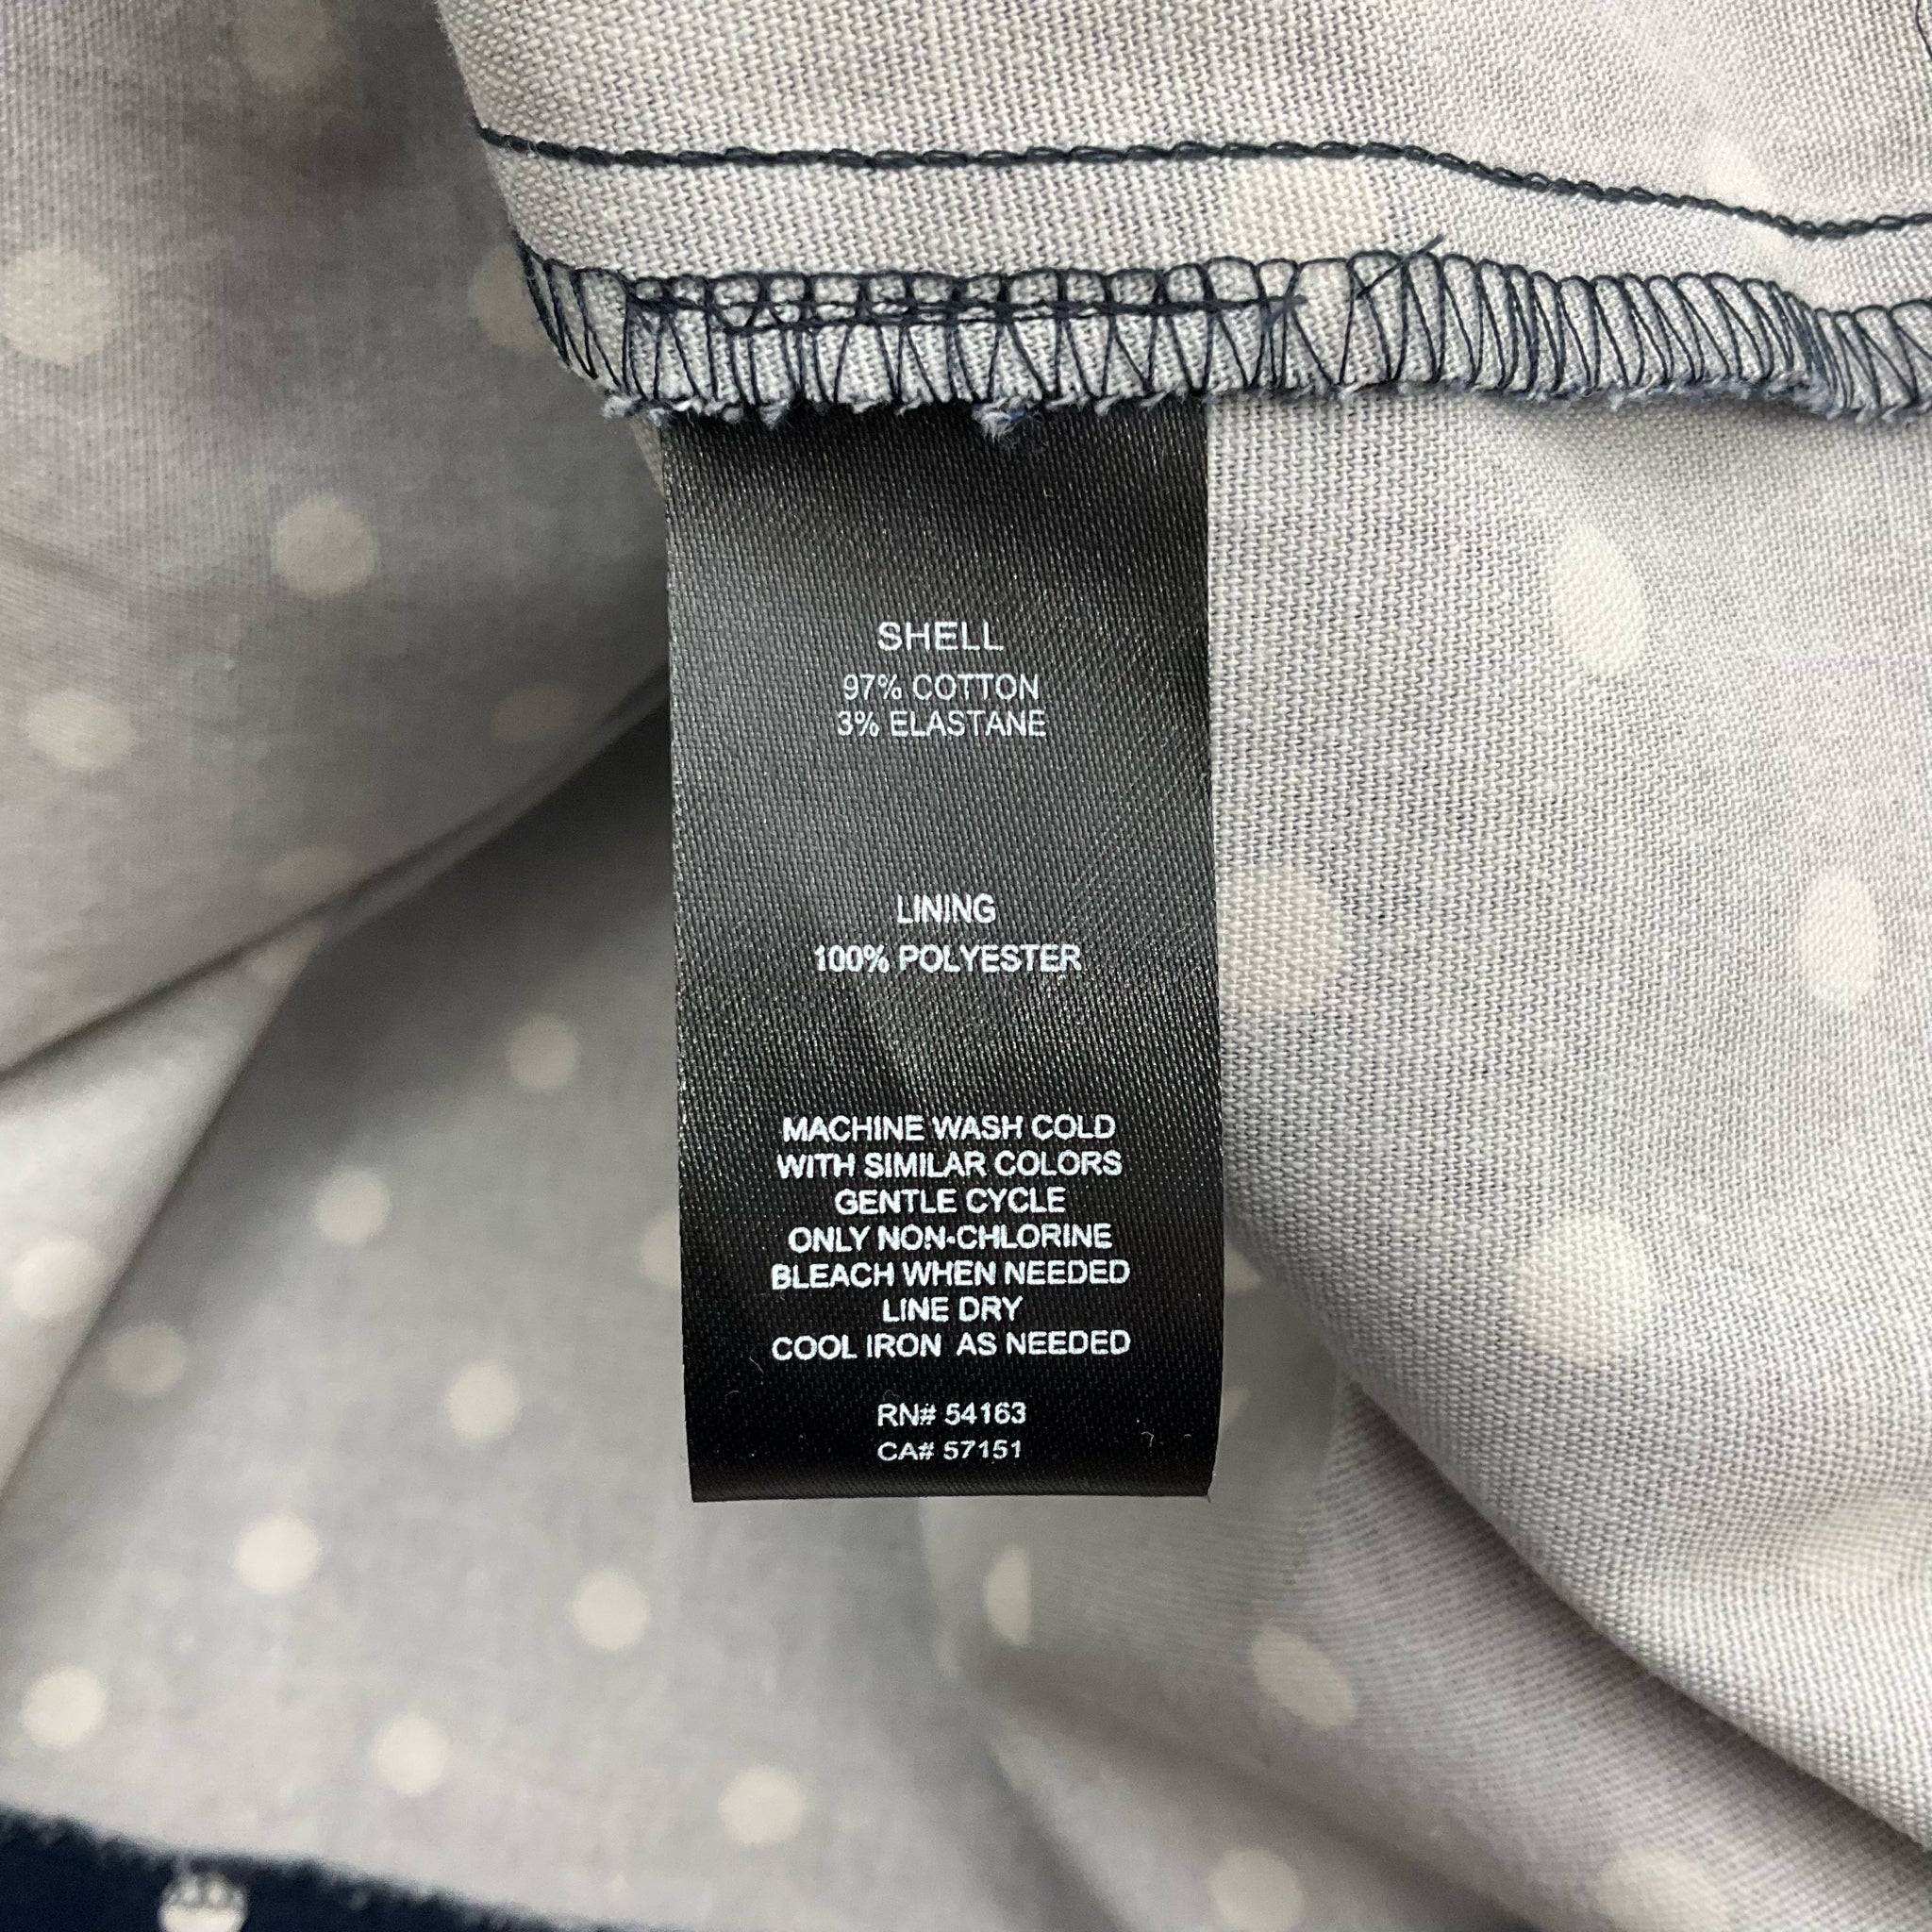 SHELL
97% COTTON
3% ELASTANE
LINING
100% POLYESTER
MACHINE WASH COLD
WITH SIMILAR COLORS
GENTLE CYCLE
ONLY NON-CHLORINE
BLEACH WHEN NEEDED
LINE DRY
COOL IRON AS NEEDED
RN# 54163
CA# 57151